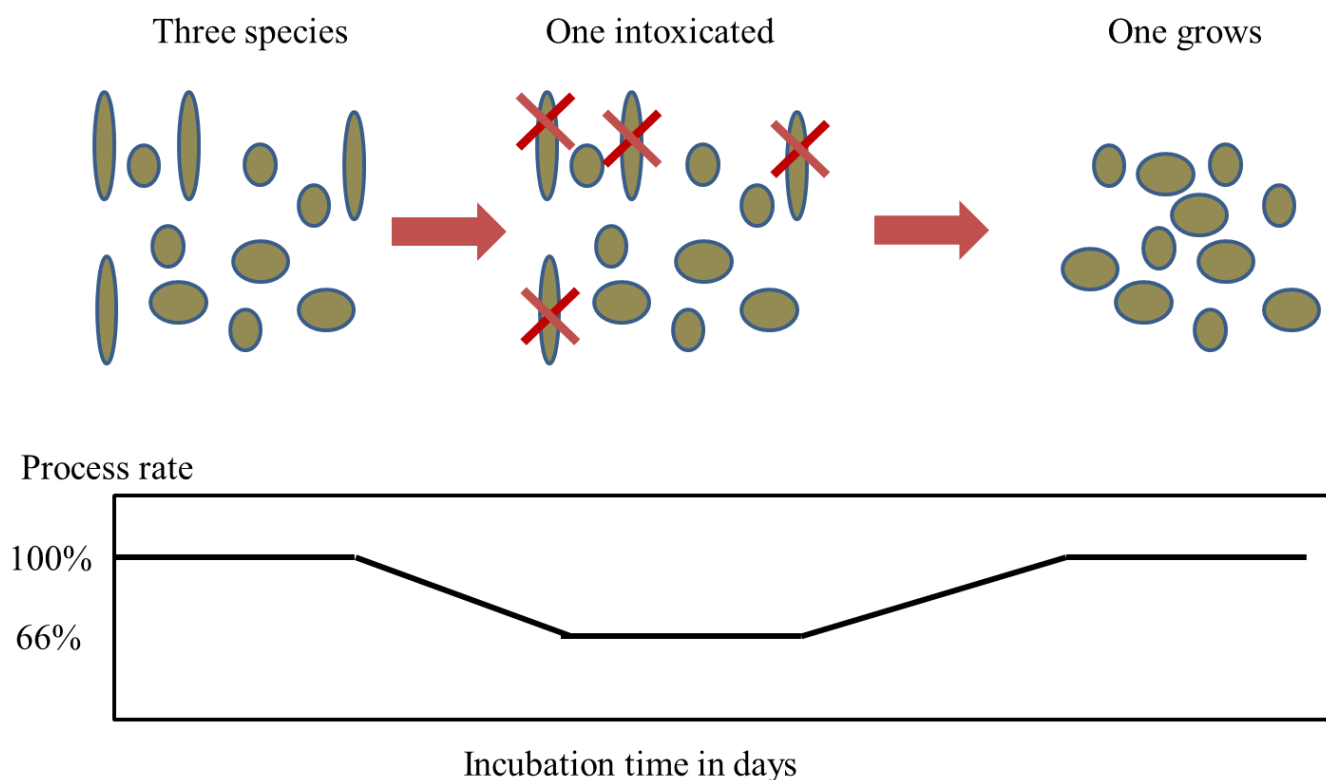 Three species
One intoxicated
One grows
Process rate
100%
66%
Incubation time in days